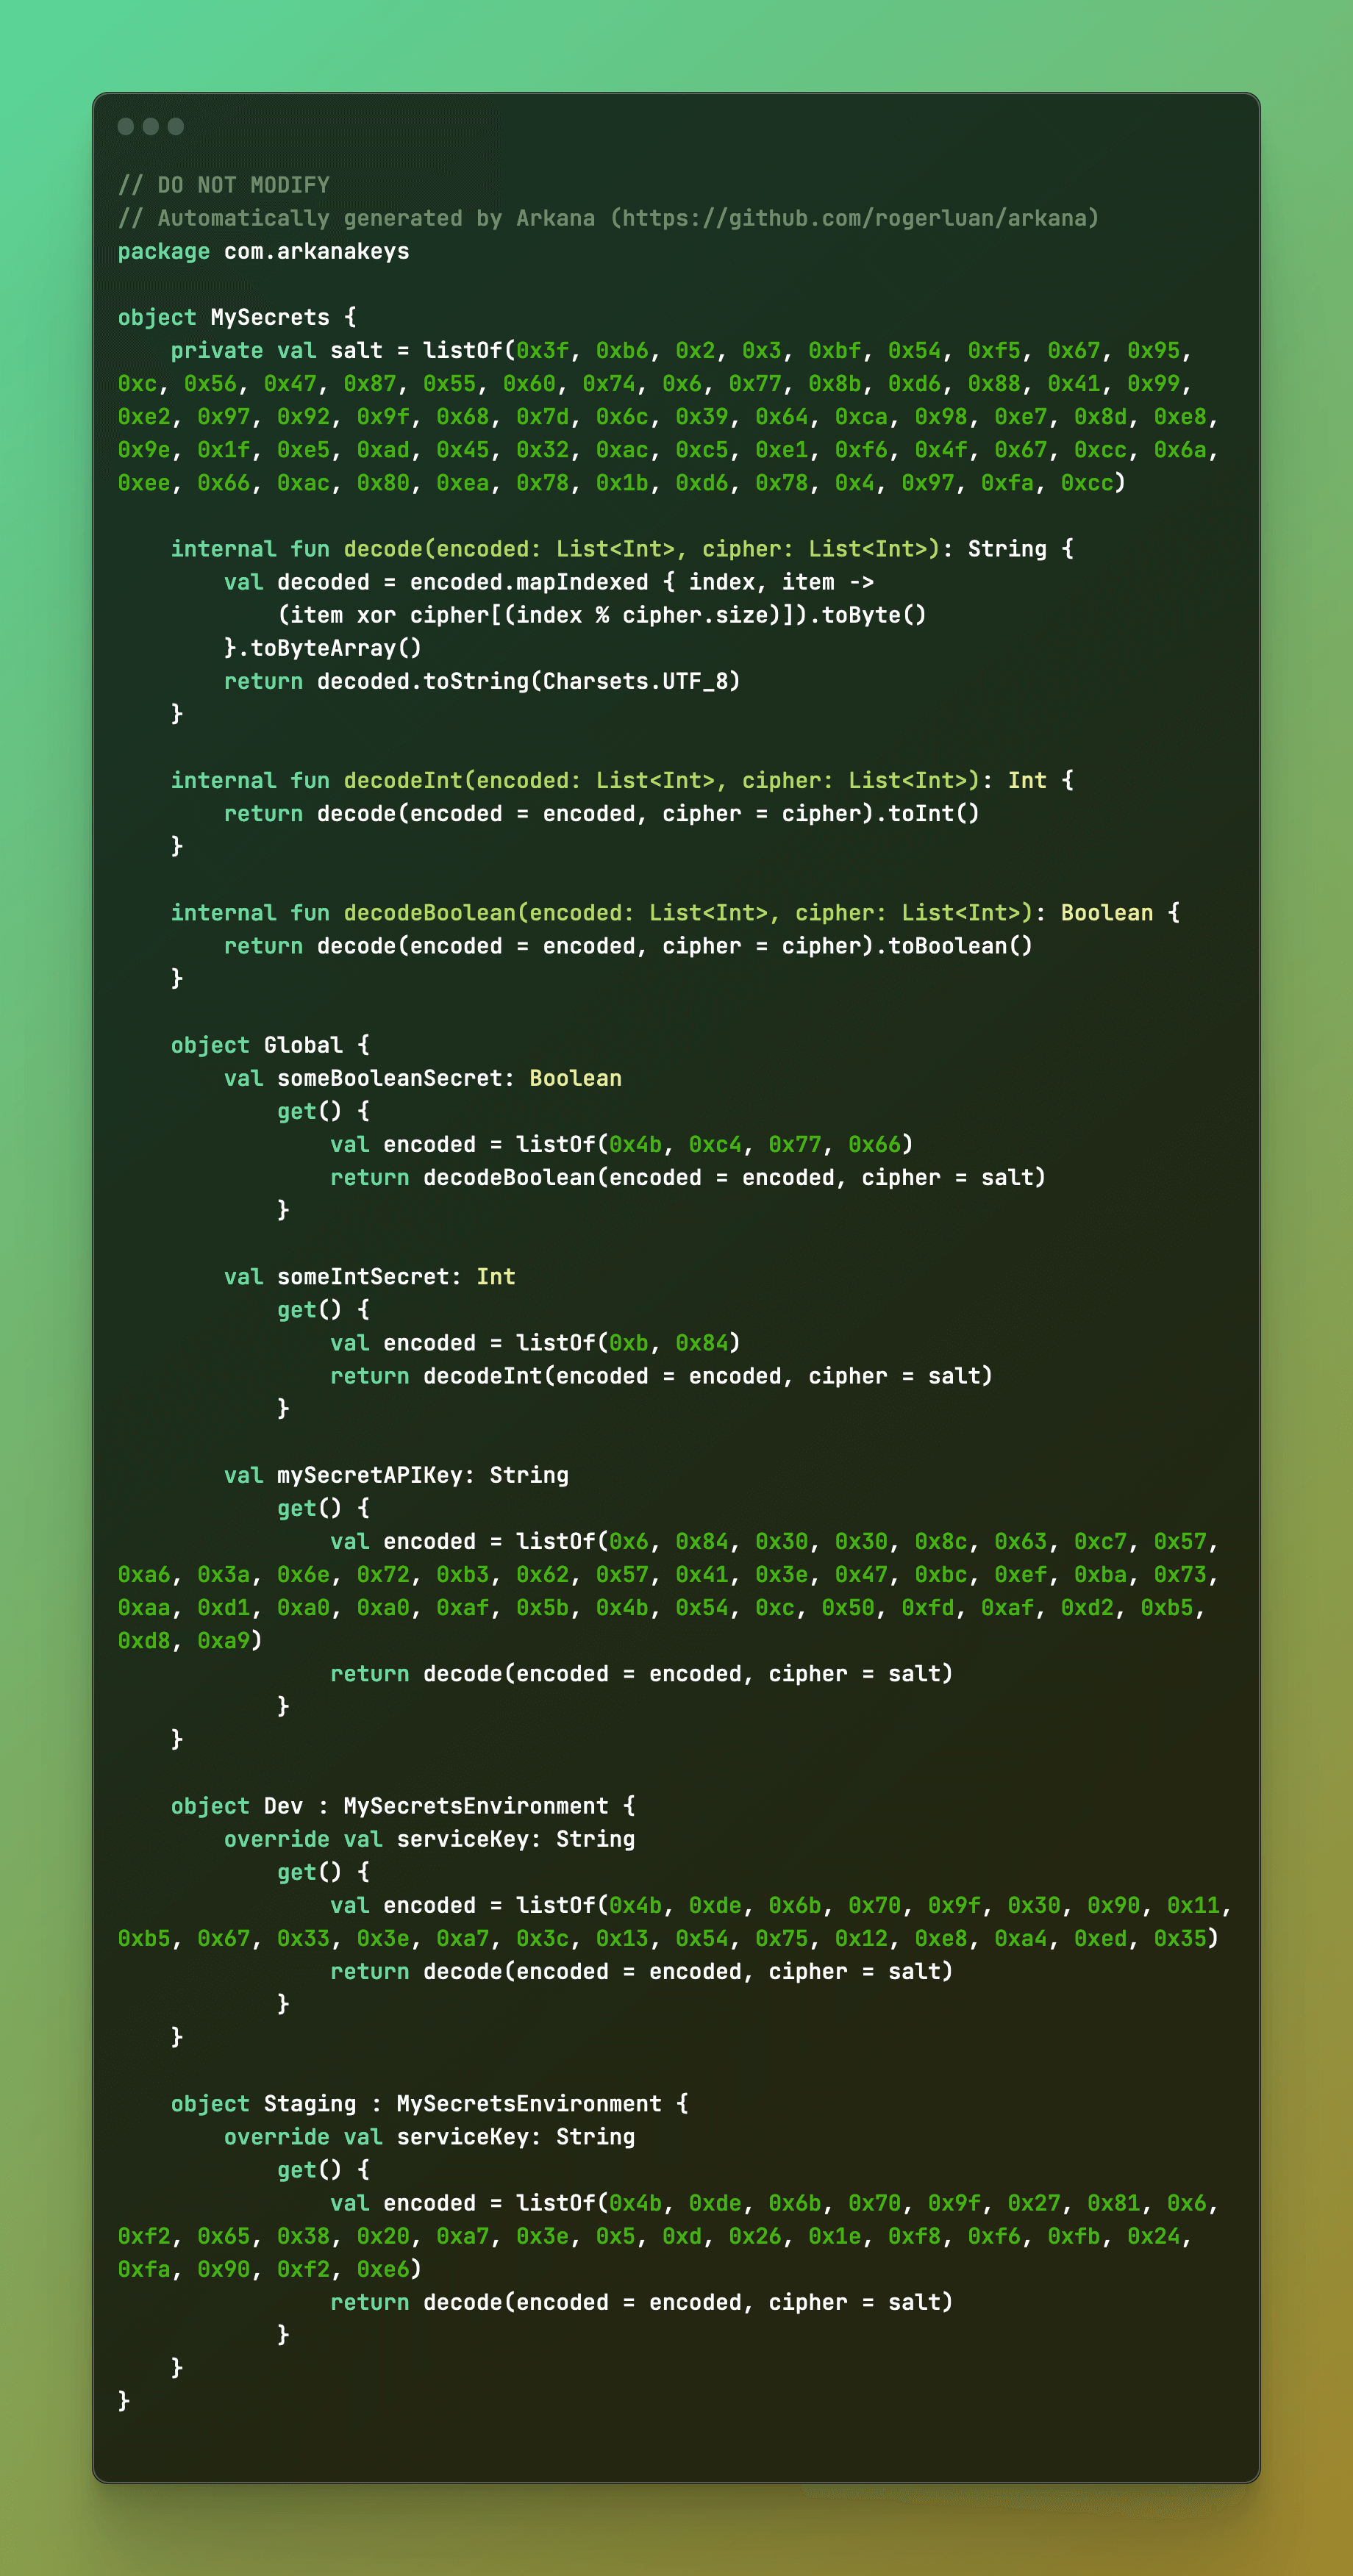 // DO NOT MODIFY
// Automatically generated by Arkana (https://github.com/rogerluan/arkana)
package com.arkanakeys

object MySecrets {
    private val salt = listOf(0x3f, 0xb6, 0x2, 0x3, 0xbf, 0x54, 0xf5, 0x67, 0x95,
0xc, 0x56, 0x47, 0x87, 0x55, 0x60, 0x74, 0x6, 0x77, 0x8b, 0xd6, 0x88, 0x41, 0x99,
0xe2, 0x97, 0x92, 0x9f, 0x68, 0x7d, 0x6c, 0x39, 0x64, 0xca, 0x98, 0xe7, 0x8d, 0xe8,
0x9e, 0x1f, 0xe5, 0xad, 0x45, 0x32, 0xac, 0xc5, 0xe1, 0xf6, 0x4f, 0x67, 0xcc, 0x6a,
0xee, 0x66, 0xac, 0x80, 0xea, 0x78, 0x1b, 0xd6, 0x78, 0x4, 0x97, 0xfa, 0xcc)

    internal fun decode(encoded: List<Int>, cipher: List<Int>): String {
        val decoded = encoded.mapIndexed { index, item ->
            (item xor cipher[(index % cipher.size)]).toByte()
        }.toByteArray()
        return decoded.toString(Charsets.UTF_8)
    }

    internal fun decodeInt(encoded: List<Int>, cipher: List<Int>): Int {
        return decode(encoded = encoded, cipher = cipher).toInt()
    }

    internal fun decodeBoolean(encoded: List<Int>, cipher: List<Int>): Boolean {
        return decode(encoded = encoded, cipher = cipher).toBoolean()
    }

    object Global {
        val someBooleanSecret: Boolean
            get() {
                val encoded = listOf(0x4b, 0xc4, 0x77, 0x66)
                return decodeBoolean(encoded = encoded, cipher = salt)
            }

        val someIntSecret: Int
            get() {
                val encoded = listOf(0xb, 0x84)
                return decodeInt(encoded = encoded, cipher = salt)
            }

        val mySecretAPIKey: String
            get() {
                val encoded = listOf(0x6, 0x84, 0x30, 0x30, 0x8c, 0x63, 0xc7, 0x57,
0xa6, 0x3a, 0x6e, 0x72, 0xb3, 0x62, 0x57, 0x41, 0x3e, 0x47, 0xbc, 0xef, 0xba, 0x73,
0xaa, 0xd1, 0xa0, 0xa0, 0xaf, 0x5b, 0x4b, 0x54, 0xc, 0x50, 0xfd, 0xaf, 0xd2, 0xb5,
0xd8, 0xa9)
                return decode(encoded = encoded, cipher = salt)
            }
    }

    object Dev : MySecretsEnvironment {
        override val serviceKey: String
            get() {
                val encoded = listOf(0x4b, 0xde, 0x6b, 0x70, 0x9f, 0x30, 0x90, 0x11,
0xb5, 0x67, 0x33, 0x3e, 0xa7, 0x3c, 0x13, 0x54, 0x75, 0x12, 0xe8, 0xa4, 0xed, 0x35)
                return decode(encoded = encoded, cipher = salt)
            }
    }

    object Staging : MySecretsEnvironment {
        override val serviceKey: String
            get() {
                val encoded = listOf(0x4b, 0xde, 0x6b, 0x70, 0x9f, 0x27, 0x81, 0x6,
0xf2, 0x65, 0x38, 0x20, 0xa7, 0x3e, 0x5, 0xd, 0x26, 0x1e, 0xf8, 0xf6, 0xfb, 0x24,
0xfa, 0x90, 0xf2, 0xe6)
                return decode(encoded = encoded, cipher = salt)
            }
    }
}